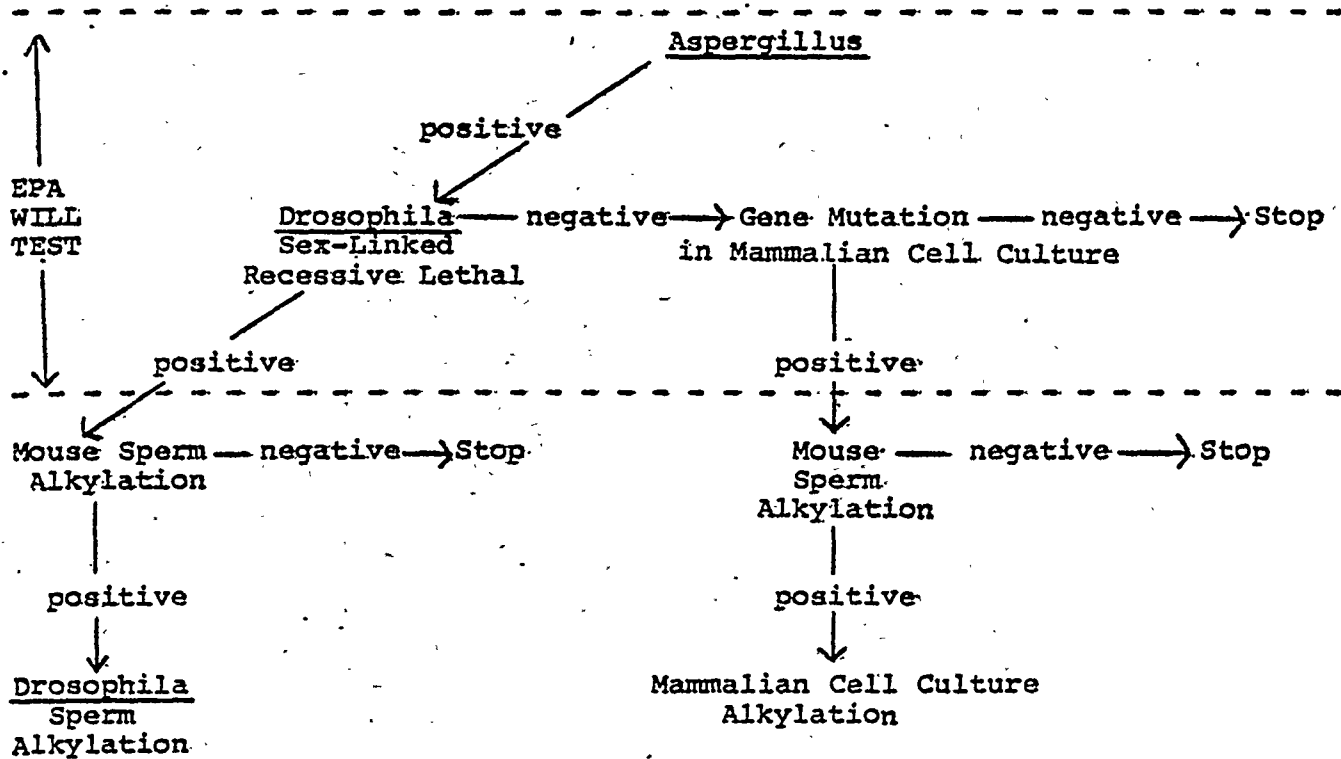 Aspergillus
positive
EPA
WILL
TEST
Drosophila negative Gene Mutation negative Stop
Sex-Linked in Mammalian Cell Culture
Recessive Lethal
positive positive
Mouse Sperm negative Stop Mouse negative Stop
Alkylation Sperm
Alkylation
positive positive
Drosophila Mammalian Cell Culture
Sperm Alkylation
Alkylation